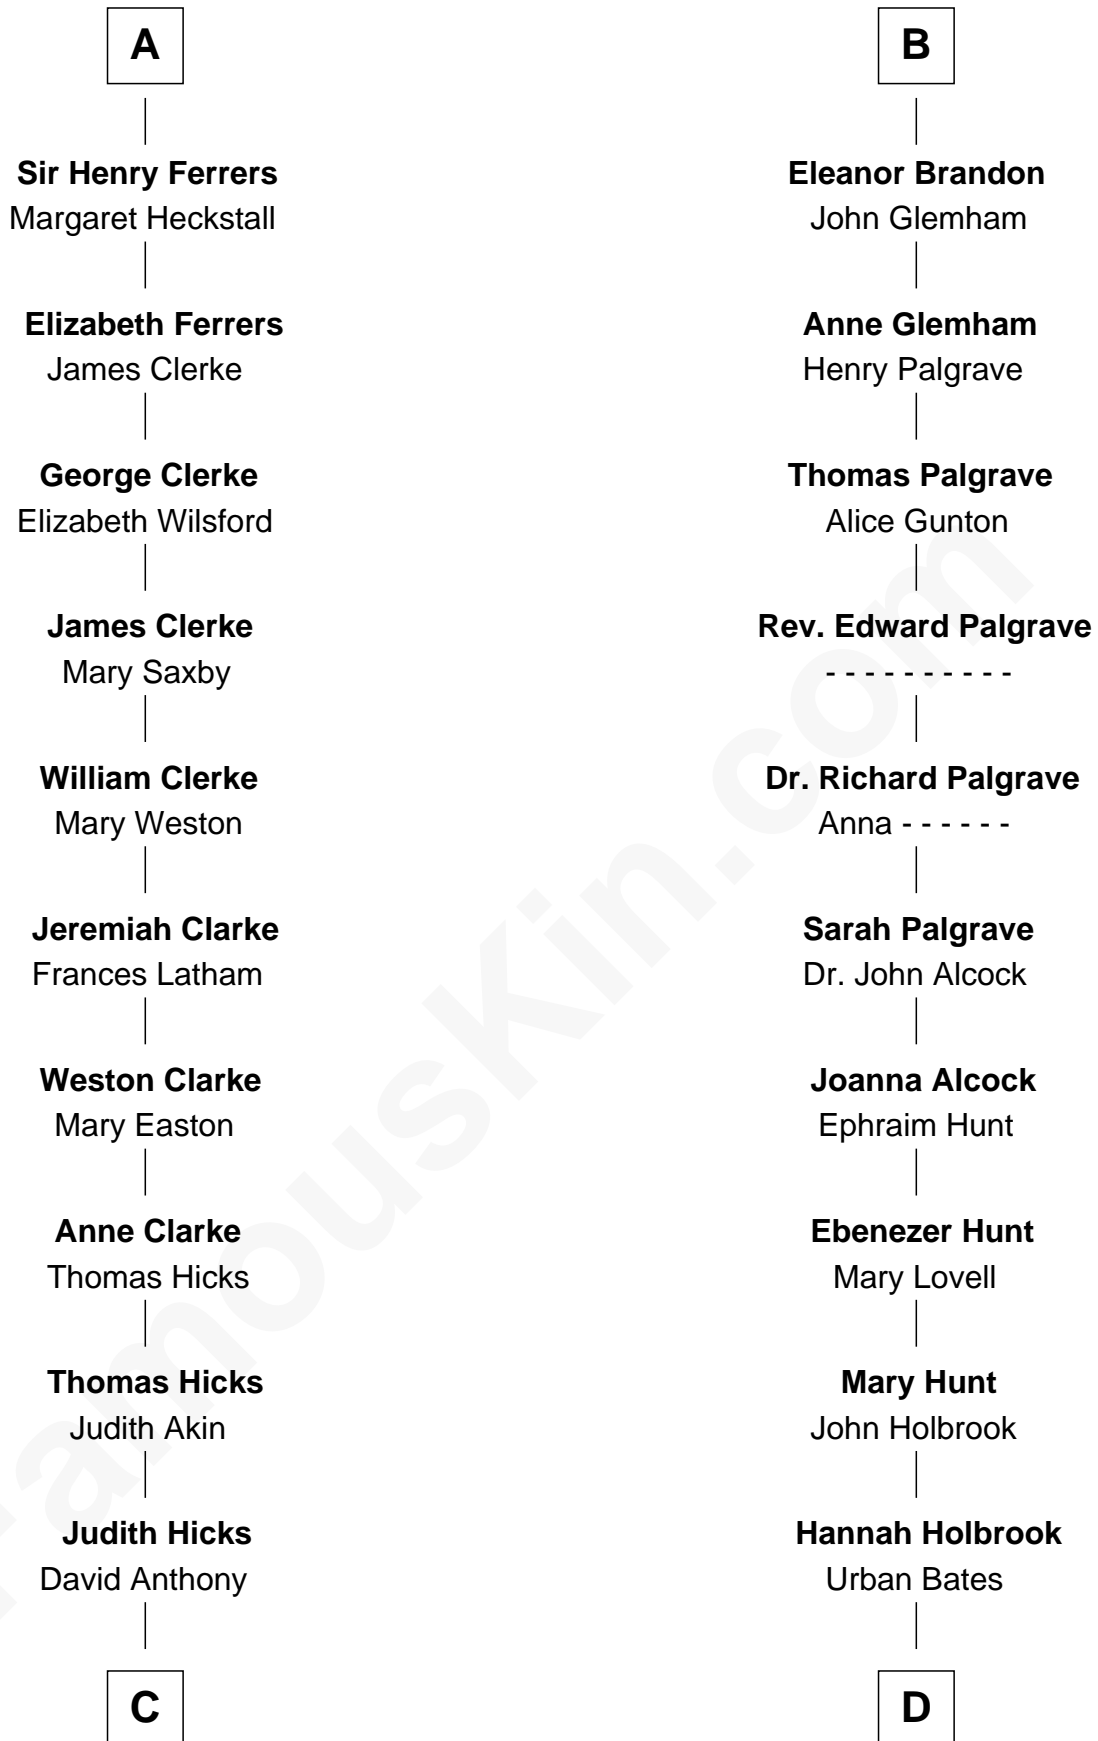 A
Sir Henry Ferrers
Margaret Heckstall
Elizabeth Ferrers
James Clerke
George Clerke
Elizabeth Wilsford
James Clerke
Mary Saxby
William Clerke
Mary Weston
Jeremiah Clarke
Frances Latham
Weston Clarke
Mary Easton
Anne Clarke
Thomas Hicks
Thomas Hicks
Judith Akin
Judith Hicks
David Anthony
C
B
Eleanor Brandon
John Glemham
Anne Glemham
Henry Palgrave
Thomas Palgrave
Alice Gunton
Rev. Edward Palgrave
- - - - - - - - - -
Dr. Richard Palgrave
Anna - - - - - -
Sarah Palgrave
Dr. John Alcock
Joanna Alcock
Ephraim Hunt
Ebenezer Hunt
Mary Lovell
Mary Hunt
John Holbrook
Hannah Holbrook
Urban Bates
D
FamousKin.com